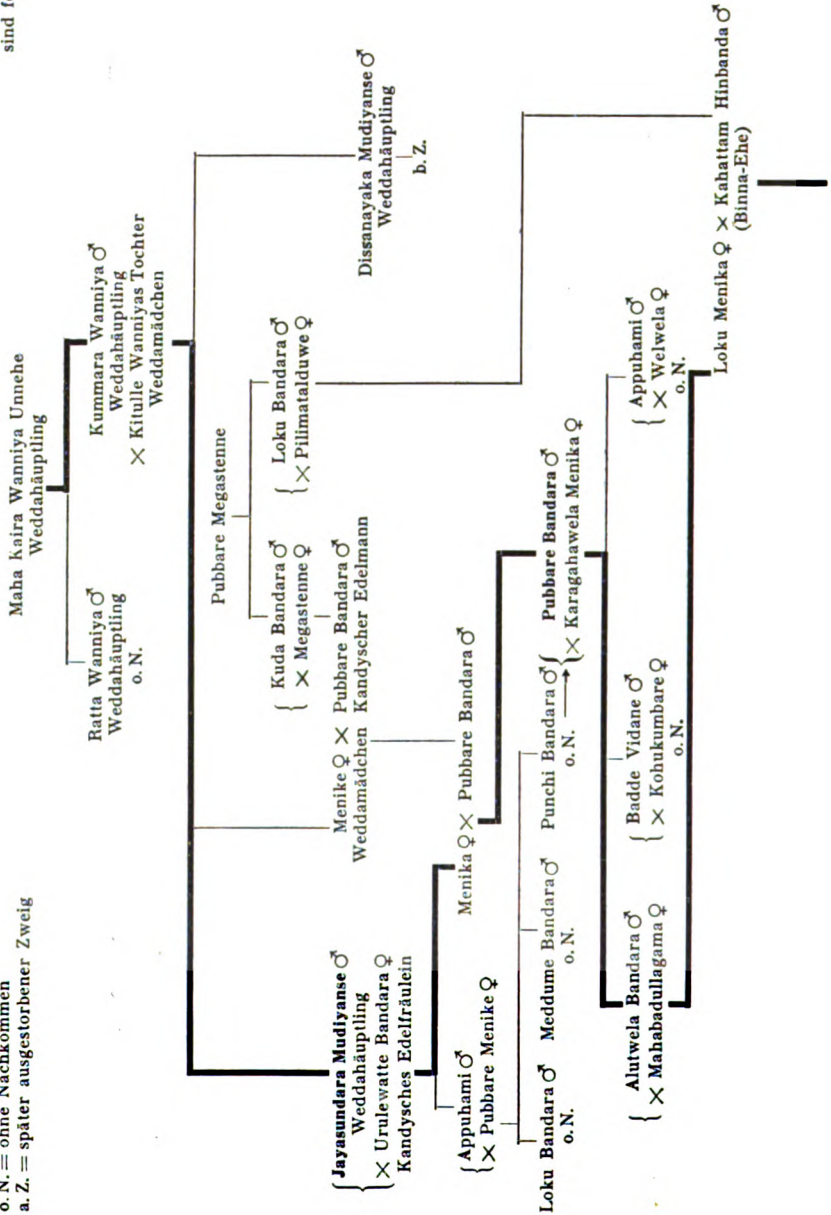 o. N. = ohne Nachkommen
a. Z. = später ausgestorbener Zweig
sind
Maha Kaira Wanniya Unnehe
Weddahäuptling
Ratta Wanniya ♂
Weddahäuptling
o. N.
Kummara Wanniya ♂
Weddahäuptling
× Kitulle Wanniyas Tochter
Weddamädchen
Pubbare Megastenne
{ Kuda Bandara ♂
× Megastenne ♀
{ Loku Bandara ♂
× Pilimatalduwe ♀
{ Jayasundara Mudiyanse ♂
Weddahäuptling
× Urulewatte Bandara ♀
Kandysches Edelfräulein
Menike ♀ × Pubbare Bandara ♂
Weddamädchen Kandyscher Edelmann
Dissanayaka Mudiyanse ♂
Weddahäuptling
b. Z.
{ Appuhami ♂
× Pubbare Menike ♀
Menika ♀ × Pubbare Bandara ♂
Loku Bandara ♂
o. N.
Meddume Bandara ♂
o. N.
Punchi Bandara ♂
o. N. →
{ Pubbare Bandara ♂
× Karagahawela Menika ♀
{ Alutwela Bandara ♂
× Mahabadullagama ♀
{ Badde Vidane ♂
× Kohukumbare ♀
o. N.
{ Appuhami ♂
× Welwela ♀
o. N.
Loku Menika ♀ × Kahattam Hinbanda ♂
(Binna-Ehe)